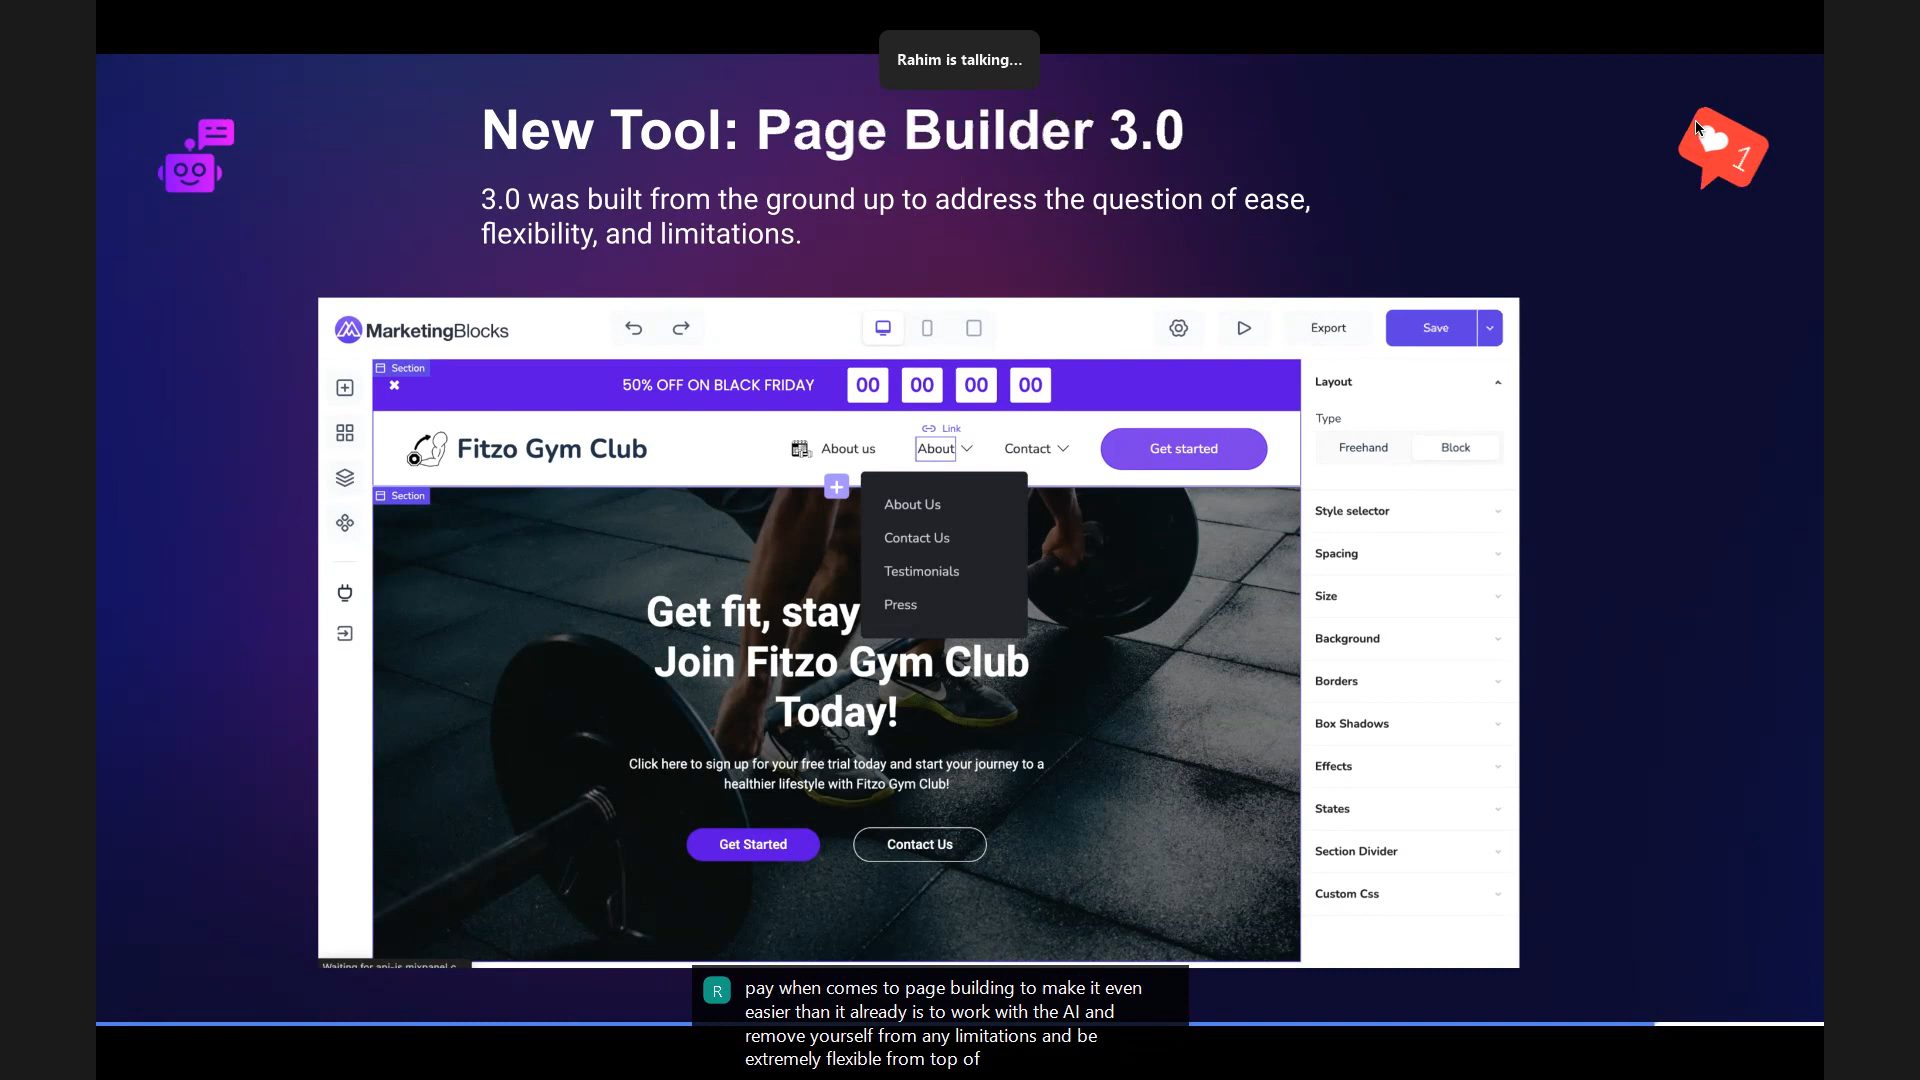 Rahim is talking...
New Tool: Page Builder 3.0
3.0 was built from the ground up to address the question of ease,
flexibility, and limitations.
1
MarketingBlocks
Export
Save
Section
50% OFF ON BLACK FRIDAY 00 00 00 00
Fitzo Gym Club
About us
Link
About
Contact
Get started
Section
About Us
Contact Us
Testimonials
Press
Get fit, stay
Join Fitzo Gym Club
Today!
Click here to sign up for your free trial today and start your journey to a
healthier lifestyle with Fitzo Gym Club!
Get Started
Contact Us
Layout
Type
Freehand
Block
Style selector
Spacing
Size
Background
Borders
Box Shadows
Effects
States
Section Divider
Custom Css
Waiting for api-js.mixpanel.c
R
pay when comes to page building to make it even
easier than it already is to work with the AI and
remove yourself from any limitations and be
extremely flexible from top of